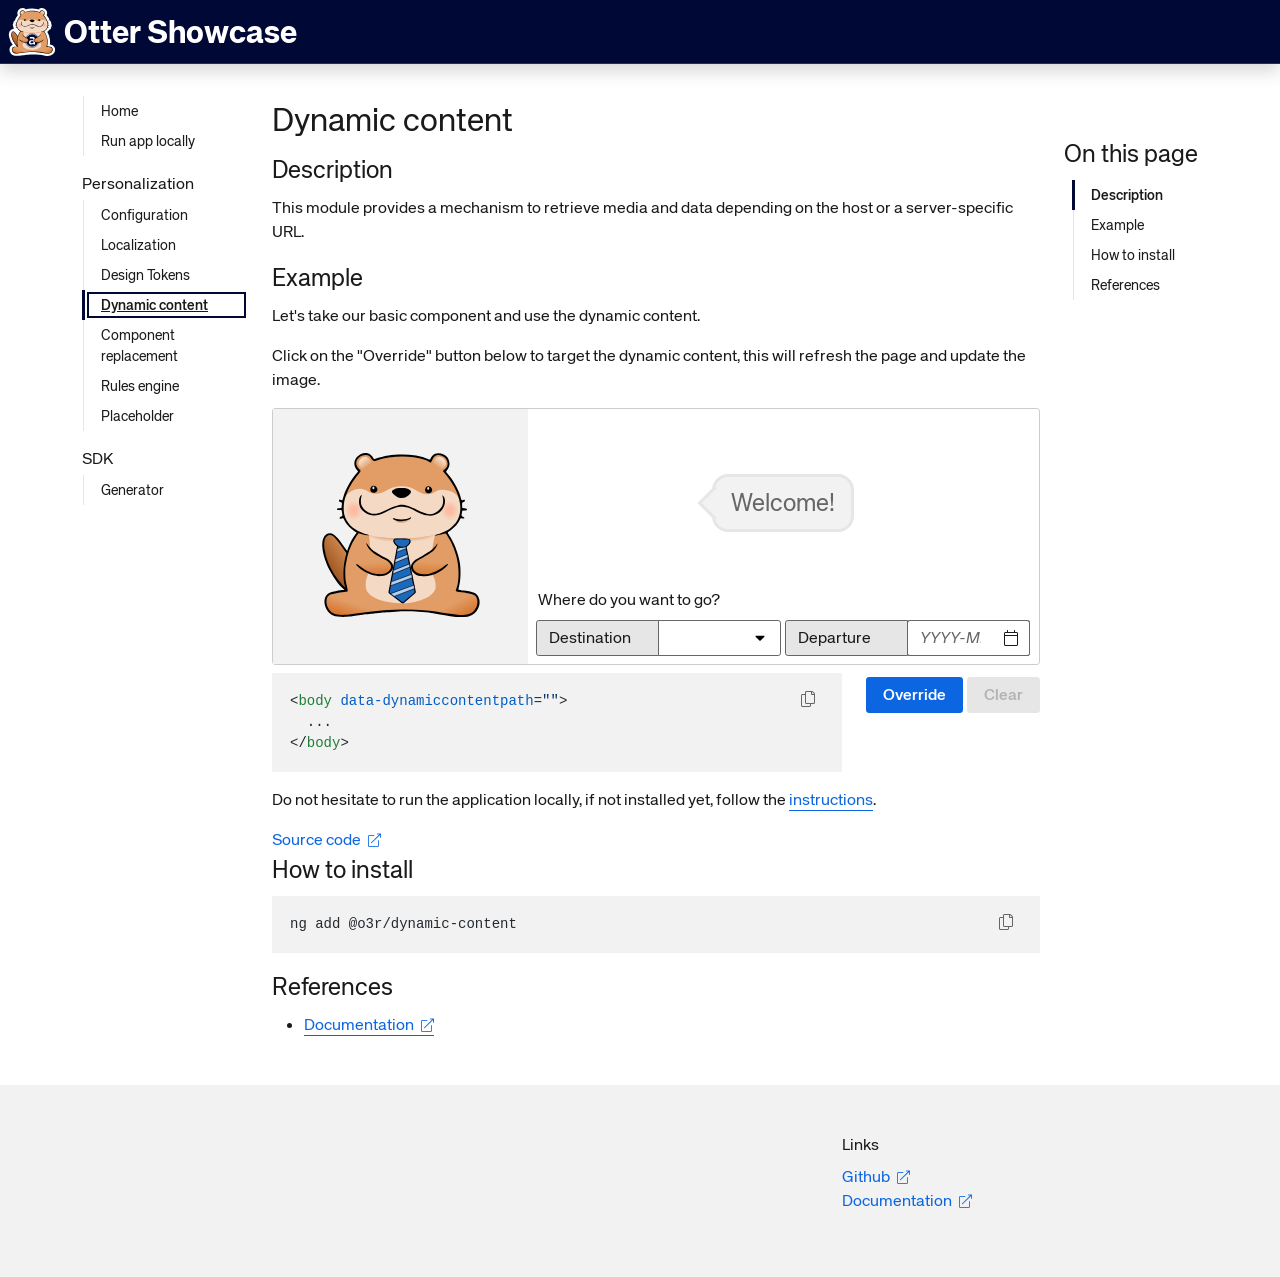 Otter Showcase
Home
Run app locally
Personalization
Configuration
Localization
Design Tokens
Dynamic content
Component
replacement
Rules engine
Placeholder
SDK
Generator
Dynamic content
Description
This module provides a mechanism to retrieve media and data depending on the host or a server-specific
URL.
Example
Let's take our basic component and use the dynamic content.
Click on the "Override" button below to target the dynamic content, this will refresh the page and update the
image.
Welcome!
Where do you want to go?
Destination
Departure
YYYY-M
<body data-dynamiccontentpath="">
  ...
</body>
Override
Clear
Do not hesitate to run the application locally, if not installed yet, follow the instructions.
Source code
How to install
ng add @o3r/dynamic-content
References
Documentation
On this page
Description
Example
How to install
References
Links
Github
Documentation